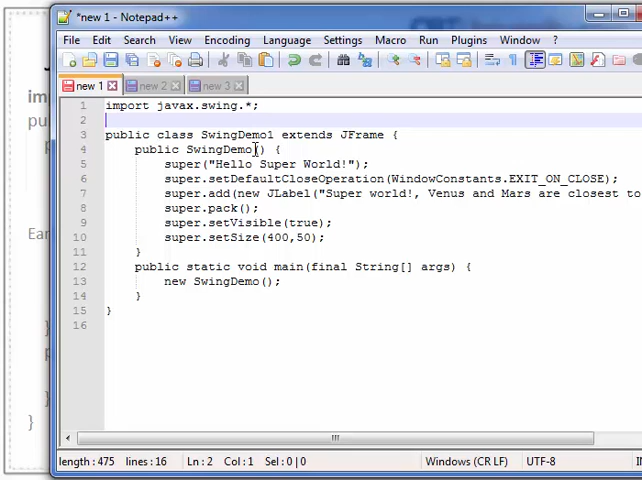 *new 1 - Notepad++
File Edit Search View Encoding Language Settings Macro Run Plugins Window ?
new 1 new 2 new 3
1 import javax.swing.*;
2
3 public class SwingDemo1 extends JFrame {
4 public SwingDemo() {
5 super("Hello Super World!");
6 super.setDefaultCloseOperation(WindowConstants.EXIT_ON_CLOSE);
7 super.add(new JLabel("Super world!, Venus and Mars are closest to
8 super.pack();
9 super.setVisible(true);
10 super.setSize(400,50);
11 }
12 public static void main(final String[] args) {
13 new SwingDemo();
14 }
15 }
16
length : 475 lines : 16 Ln : 2 Col : 1 Sel : 0 | 0 Windows (CR LF) UTF-8
im
pu
Ear
}